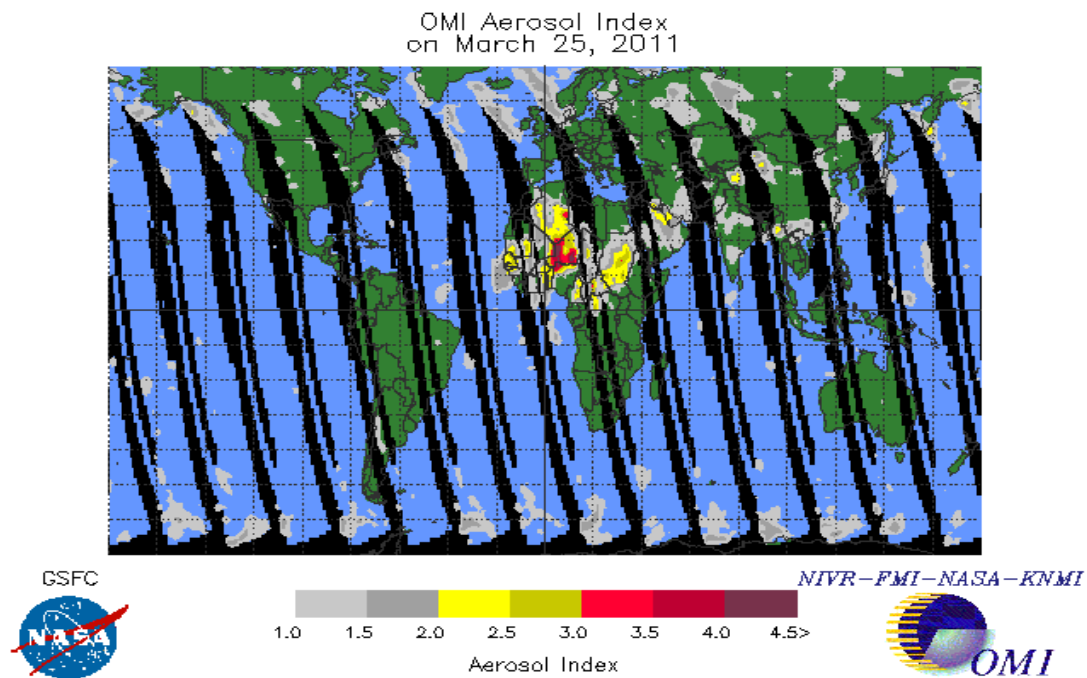 OMI Aerosol Index
on March 25, 2011
GSFC
NIVR-FMI-NASA-KNMI
NASA
1.0 1.5 2.0 2.5 3.0 3.5 4.0 4.5>
Aerosol Index
OMI